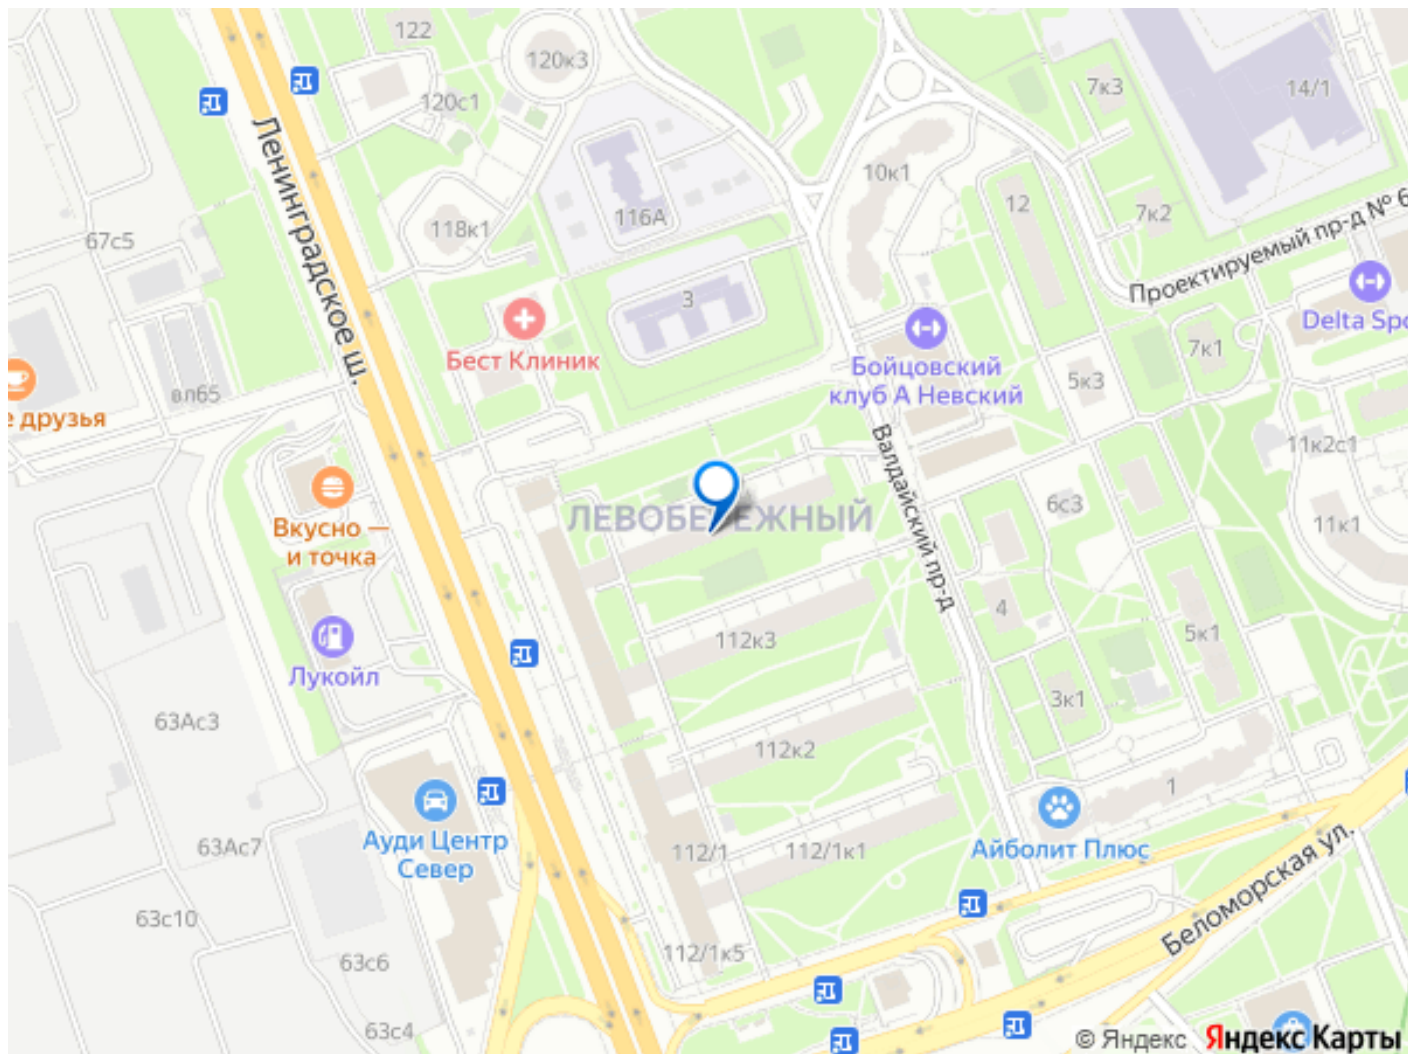 122
120к3
7к3
14/1
120с1
Ленинградское ш.
10к1
12
116А
7к2
118к1
67с5
Проектируемый пр-д № 6
3
Delta Spo
Бест Клиник
7к1
Бойцовский
клуб А Невский
5к3
вл65
е друзья
Валдайский пр-д
11к2с1
Вкусно —
и точка
6с3
ЛЕВОБЕРЕЖНЫЙ
11к1
4
5к1
112к3
Лукойл
3к1
63Ас3
112к2
1
Ауди Центр
Север
63Ас7
112/1
112/1к1
Айболит Плюс
Беломорская ул.
63с10
112/1к5
63с6
63с4
© Яндекс
Яндекс Карты